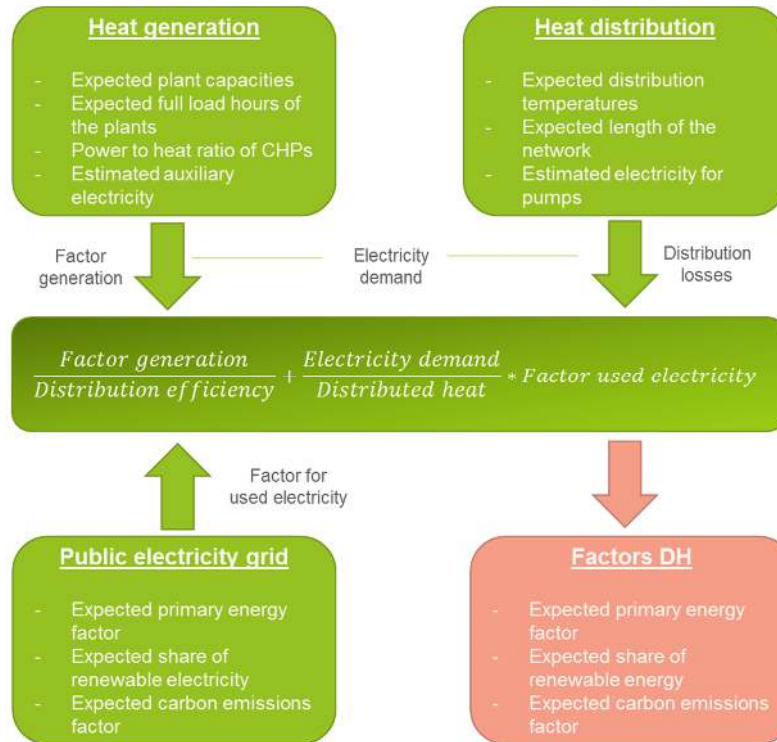 Heat generation
- Expected plant capacities
- Expected full load hours of
the plants
- Power to heat ratio of CHPs
- Estimated auxiliary
electricity
Heat distribution
- Expected distribution
temperatures
- Expected length of the
network
- Estimated electricity for
pumps
Factor
generation
Electricity
demand
Distribution
losses
Factor generation
Distribution efficiency
+
Electricity demand
Distributed heat
* Factor used electricity
Factor for
used electricity
Public electricity grid
- Expected primary energy
factor
- Expected share of
renewable electricity
- Expected carbon emissions
factor
Factors DH
- Expected primary energy
factor
- Expected share of
renewable energy
- Expected carbon emissions
factor